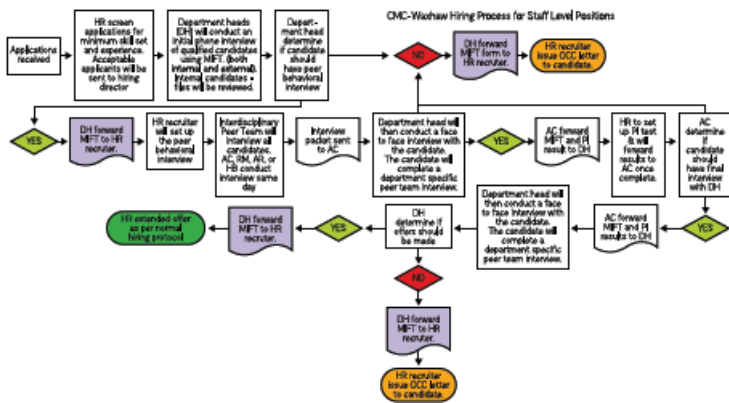 CMC-Waxhaw Hiring Process for Staff Level Positions
Applications
received
HR screen
applications for
minimum skill set
and experience.
Acceptable
applicants will be
sent to hiring
director
Department heads
(DH) will conduct an
initial phone interview
of qualified candidates
using MIFT. (both
internal and external).
Internal candidates
files will be reviewed.
Depart-
ment head
determine if
candidate
should have
peer
behavioral
interview
NO
DH forward
MIFT form to
HR recruiter.
HR recruiter
issue OCC letter
to candidate.
YES
DH forward
MIFT to HR
recruter.
HR recruiter
will set up
the peer
behavioral
interview
Interdisciplinary
Peer Team will
interview all
candidates.
AC, RM, AR, or
HB conduct
interview same
day
Interview
packet sent
to AC
Department head will
then conduct a face
to face interview with
the candidate.
The candidate will
complete a
department specific
peer team interview.
YES
AC forward
MIFT and PI
result to DH
HR to set
up PI test
& will
forward
results to
AC once
complete.
AC
determine
if
candidate
should
have final
interview
with DH
YES
AC forward
MIFT and PI
results to DH
Department head will
then conduct a face
to face interview with
the candidate.
The candidate will
complete a
department specific
peer team interview.
DH
determine if
offers should
be made
YES
DH forward
MIFT to HR
recruter.
HR extended offer
as per normal
hiring protocol
NO
DH forward
MIFT to HR
recruter.
HR recruiter
issue OCC letter
to candidate.